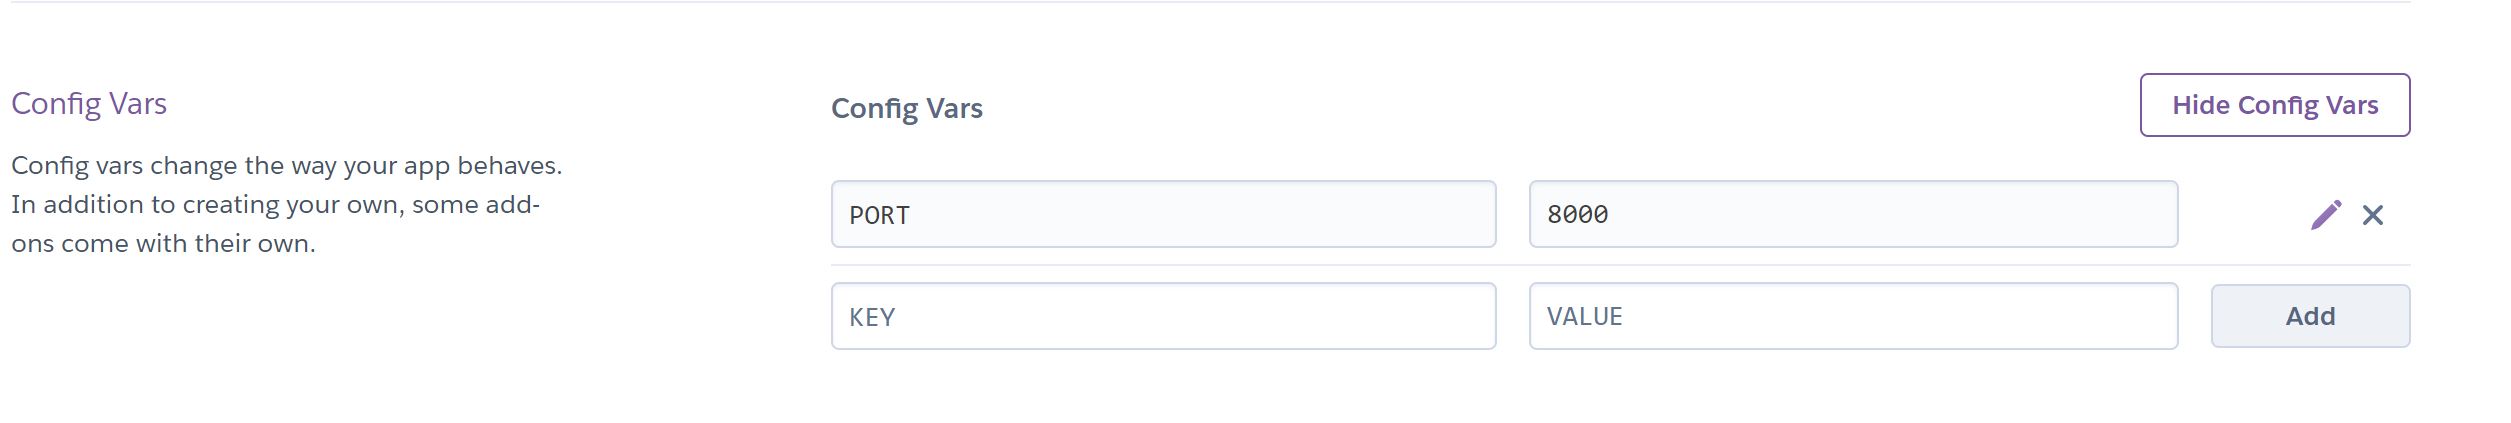 Config Vars
Config vars change the way your app behaves.
In addition to creating your own, some add-
ons come with their own.
Config Vars
Hide Config Vars
PORT 8000
KEY VALUE Add